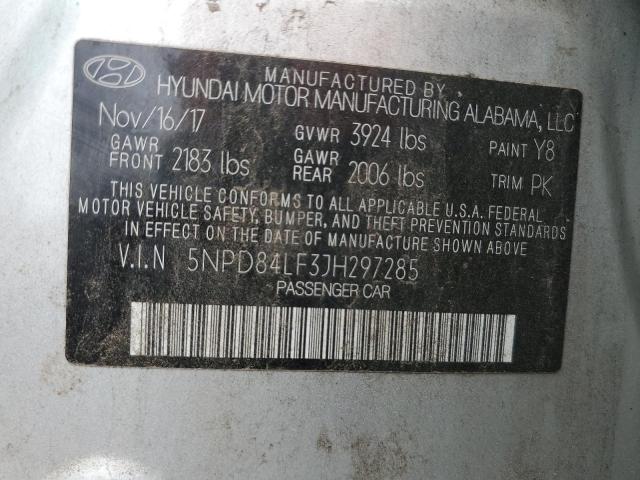 MANUFACTURED BY
HYUNDAI MOTOR MANUFACTURING ALABAMA, LLC
Nov/16/17 GVWR 3924 lbs PAINT Y8
GAWR FRONT 2183 lbs GAWR REAR 2006 lbs TRIM PK
THIS VEHICLE CONFORMS TO ALL APPLICABLE U.S.A. FEDERAL
MOTOR VEHICLE SAFETY, BUMPER, AND THEFT PREVENTION STANDARDS
IN EFFECT ON THE DATE OF MANUFACTURE SHOWN ABOVE.
V.I.N 5NPD84LF3JH297285
PASSENGER CAR